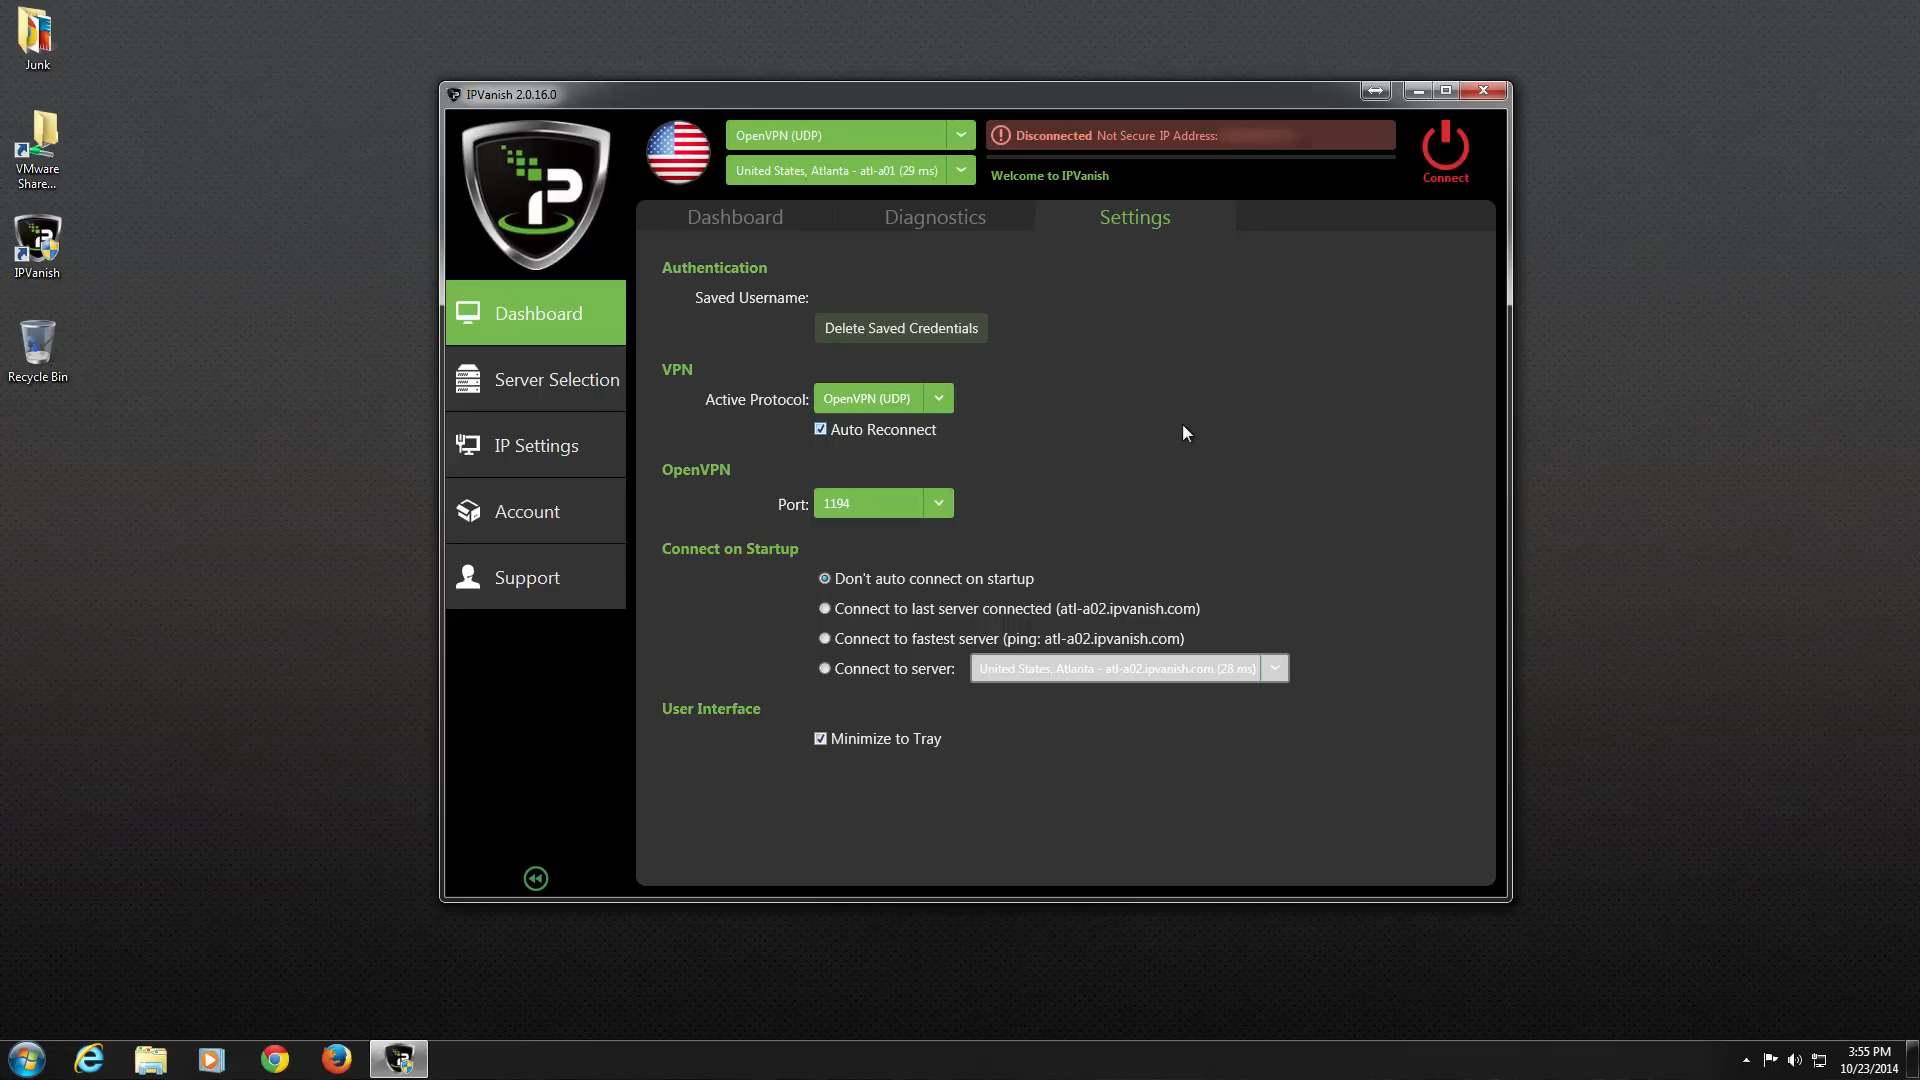 Junk
VMware
Share...
IPVanish
Recycle Bin
IPVanish 2.0.16.0
OpenVPN (UDP)
United States, Atlanta - atl-a01 (29 ms)
Disconnected Not Secure IP Address:
Welcome to IPVanish
Connect
Dashboard
Server Selection
IP Settings
Account
Support
Dashboard Diagnostics Settings
Authentication
Saved Username:
Delete Saved Credentials
VPN
Active Protocol: OpenVPN (UDP)
Auto Reconnect
OpenVPN
Port: 1194
Connect on Startup
Don't auto connect on startup
Connect to last server connected (atl-a02.ipvanish.com)
Connect to fastest server (ping: atl-a02.ipvanish.com)
Connect to server: United States, Atlanta - atl-a02.ipvanish.com (28 ms)
User Interface
Minimize to Tray
3:55 PM
10/23/2014